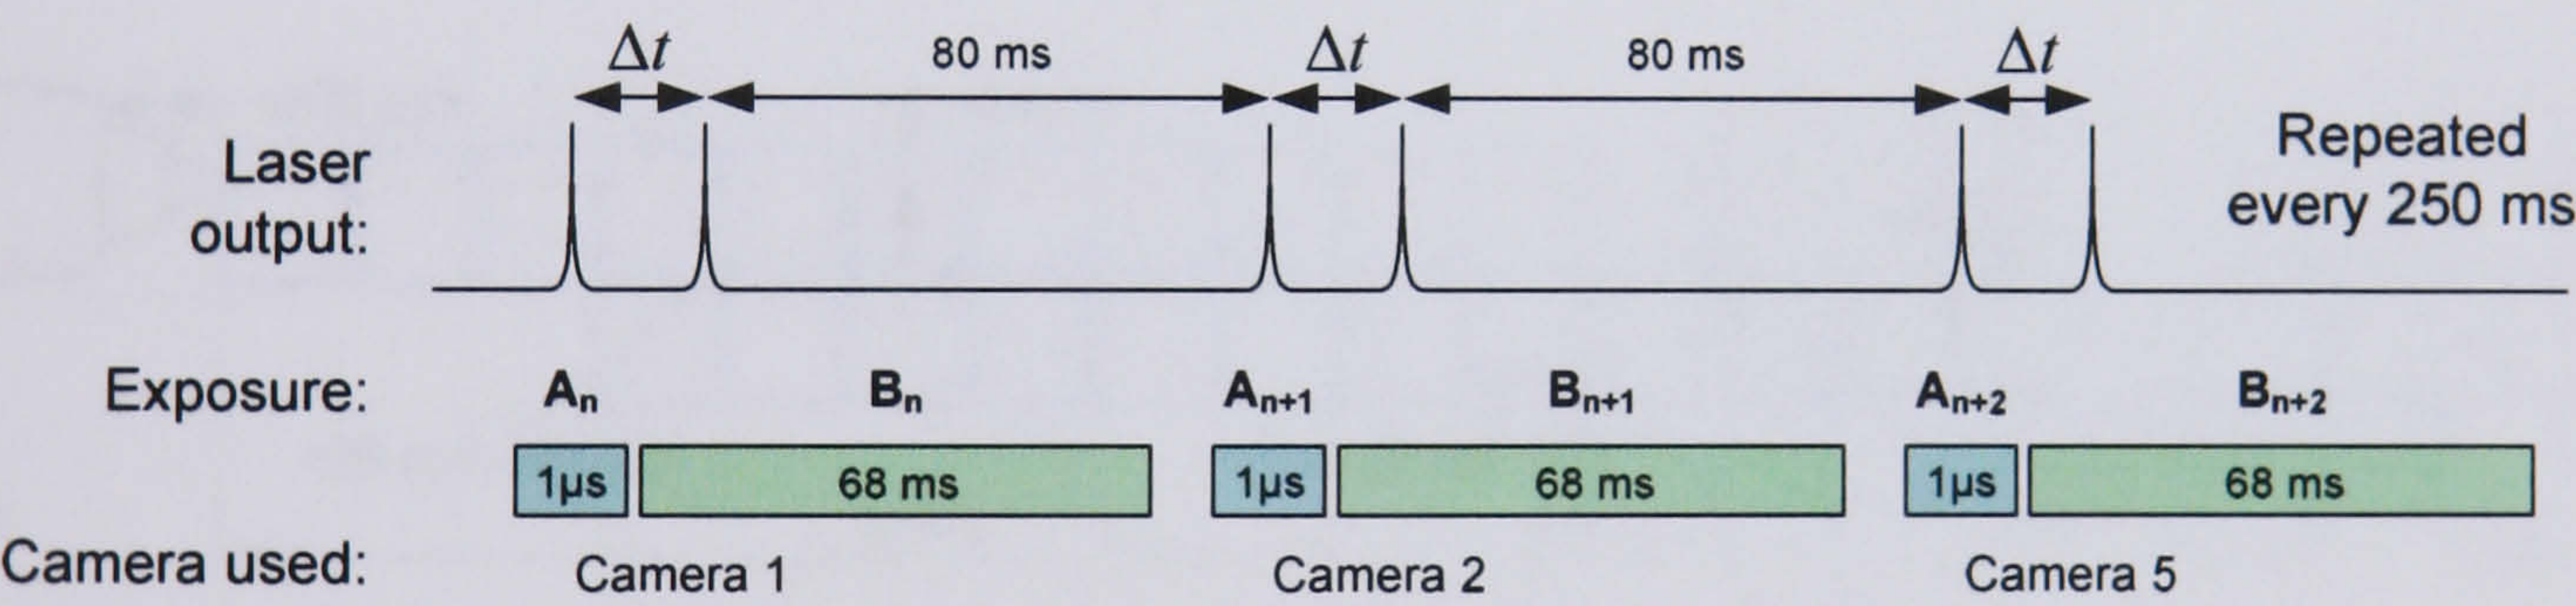 Δt 80 ms Δt 80 ms Δt
Laser
output:
Repeated
every 250 ms
Exposure: Aₙ Bₙ Aₙ₊₁ Bₙ₊₁ Aₙ₊₂ Bₙ₊₂
1µs 68 ms 1µs 68 ms 1µs 68 ms
Camera used: Camera 1 Camera 2 Camera 5